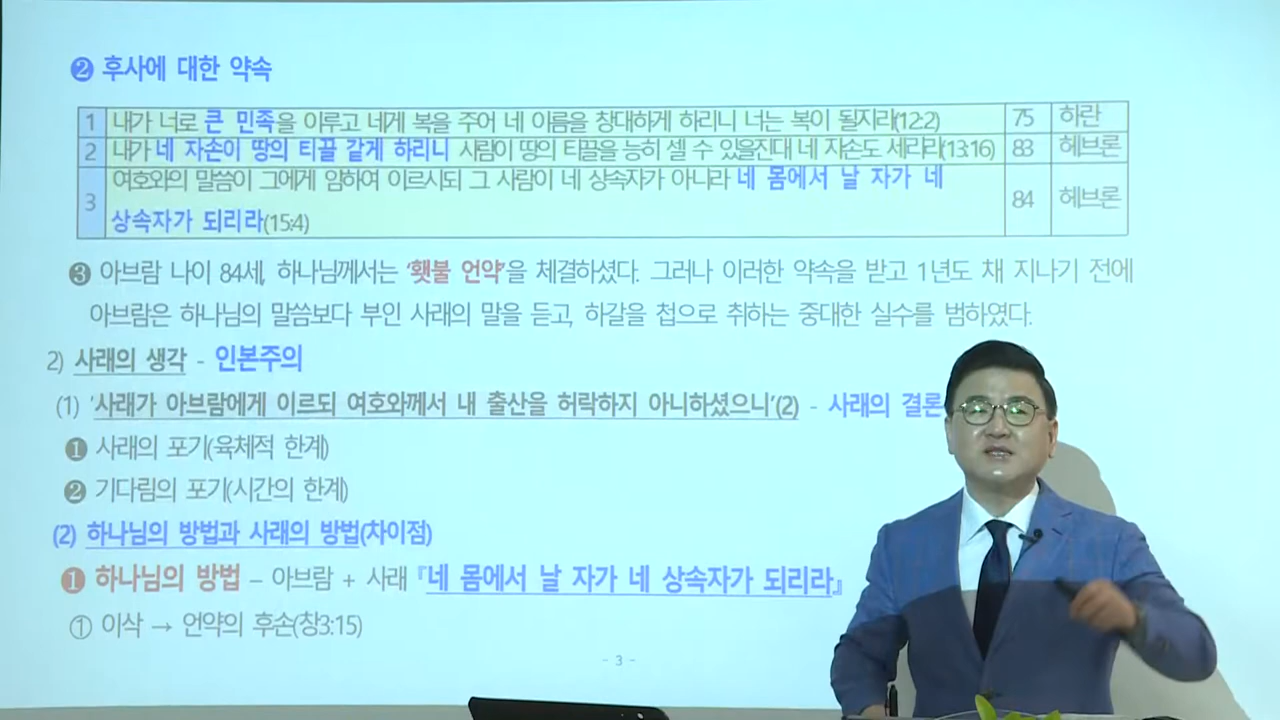 ❷ 후사에 대한 약속
1 내가 너로 큰 민족을 이루고 네게 복을 주어 네 이름을 창대하게 하리니 너는 복이 될지라(12:2) 75 하란
2 내가 네 자손이 땅의 티끌 같게 하리니 사람이 땅의 티끌을 능히 셀 수 있을진대 네 자손도 세리라(13:16) 83 헤브론
3 여호와의 말씀이 그에게 임하여 이르시되 그 사람이 네 상속자가 아니라 네 몸에서 날 자가 네
상속자가 되리라(15:4) 84 헤브론
❸ 아브람 나이 84세, 하나님께서는 '횃불 언약'을 체결하셨다. 그러나 이러한 약속을 받고 1년도 채 지나기 전에
아브람은 하나님의 말씀보다 부인 사래의 말을 듣고, 하갈을 첩으로 취하는 중대한 실수를 범하였다.
2) 사래의 생각 - 인본주의
(1) '사래가 아브람에게 이르되 여호와께서 내 출산을 허락하지 아니하셨으니'(2) - 사래의 결론
❶ 사래의 포기(육체적 한계)
❷ 기다림의 포기(시간의 한계)
(2) 하나님의 방법과 사래의 방법(차이점)
❶ 하나님의 방법 – 아브람 + 사래 『네 몸에서 날 자가 네 상속자가 되리라』
① 이삭 → 언약의 후손(창3:15)
- 3 -